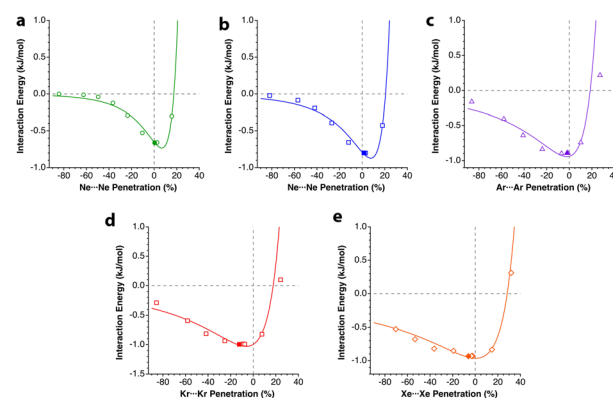 a
1.0
0.5
0.0
-0.5
-1.0
Interaction Energy (kJ/mol)
-80 -60 -40 -20 0 20 40
Ne···Ne Penetration (%)
b
1.0
0.5
0.0
-0.5
-1.0
Interaction Energy (kJ/mol)
-80 -60 -40 -20 0 20 40
Ne···Ne Penetration (%)
c
1.0
0.5
0.0
-0.5
-1.0
Interaction Energy (kJ/mol)
-80 -60 -40 -20 0 20 40
Ar···Ar Penetration (%)
d
1.0
0.5
0.0
-0.5
-1.0
-1.5
Interaction Energy (kJ/mol)
-80 -60 -40 -20 0 20 40
Kr···Kr Penetration (%)
e
1.0
0.5
0.0
-0.5
-1.0
Interaction Energy (kJ/mol)
-80 -60 -40 -20 0 20 40
Xe···Xe Penetration (%)